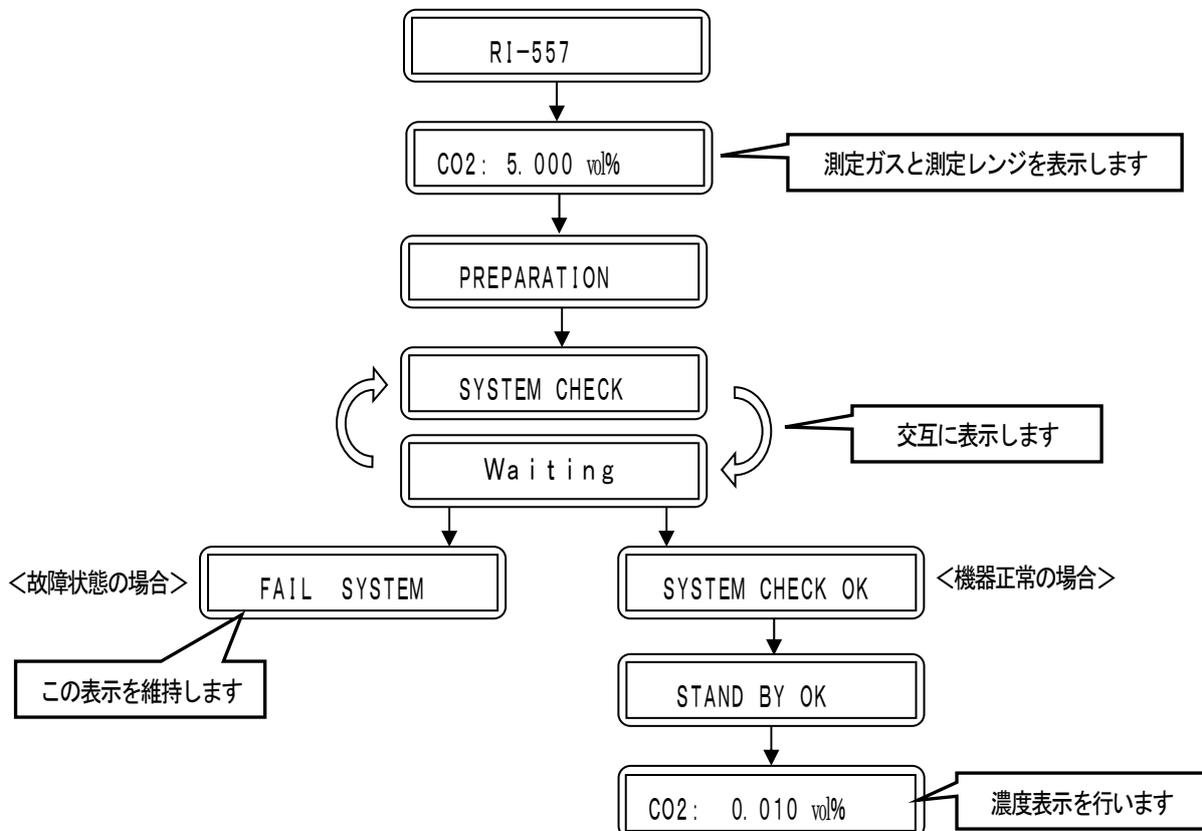 RI-557
CO2: 5.000 vol%
測定ガスと測定レンジを表示します
PREPARATION
SYSTEM CHECK
交互に表示します
Waiting
<故障状態の場合>
FAIL SYSTEM
SYSTEM CHECK OK
<機器正常の場合>
この表示を維持します
STAND BY OK
CO2: 0.010 vol%
濃度表示を行います